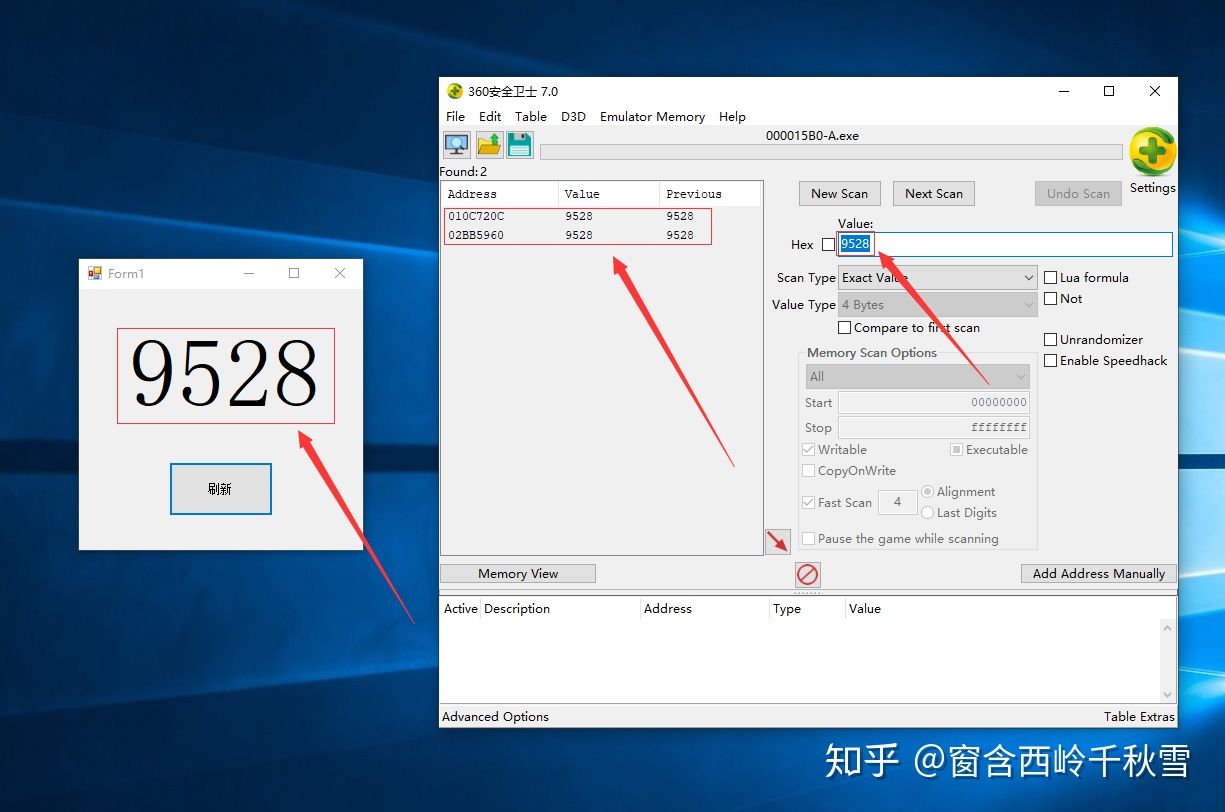 360安全卫士 7.0
File Edit Table D3D Emulator Memory Help
000015B0-A.exe
Found: 2
Settings
Address Value Previous
010C720C 9528 9528
02BB5960 9528 9528
New Scan Next Scan Undo Scan
Value:
Hex 9528
Scan Type Exact Value
Lua formula
Value Type 4 Bytes
Not
Compare to first scan
Unrandomizer
Enable Speedhack
Memory Scan Options
All
Start 00000000
Stop ffffffff
Writable Executable
CopyOnWrite
Fast Scan 4 Alignment
Last Digits
Pause the game while scanning
Memory View
Add Address Manually
Active Description Address Type Value
Advanced Options Table Extras
Form1
9528
刷新
知乎 @窗含西岭千秋雪